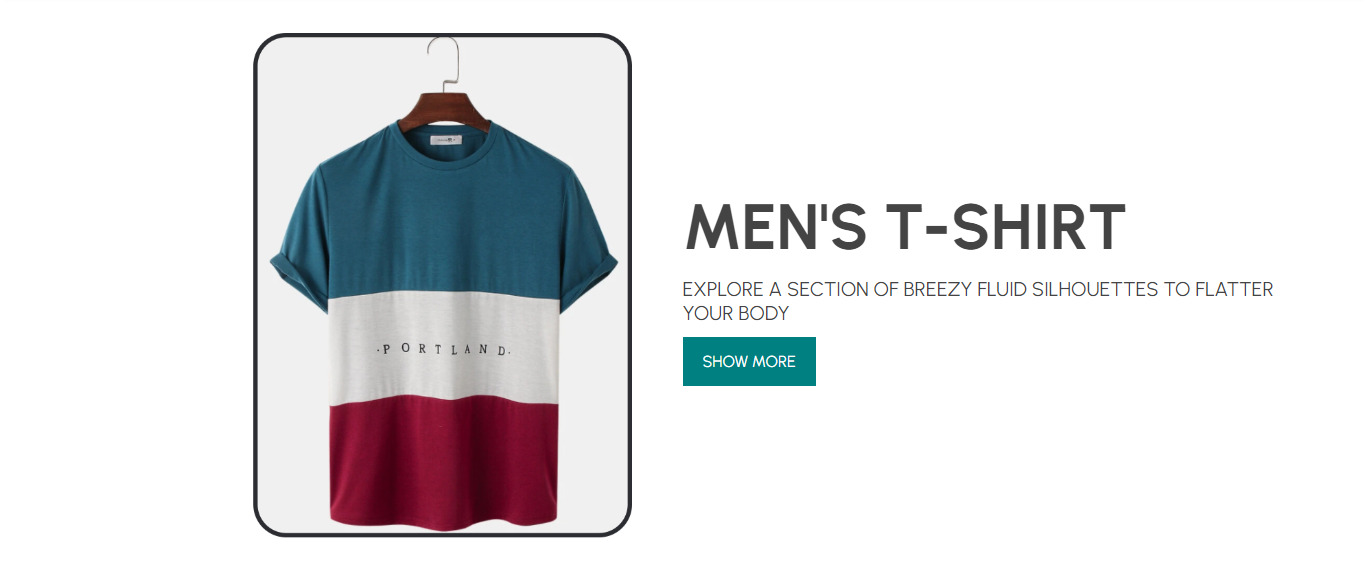 ·PORTLAND·
MEN'S T-SHIRT
EXPLORE A SECTION OF BREEZY FLUID SILHOUETTES TO FLATTER
YOUR BODY
SHOW MORE